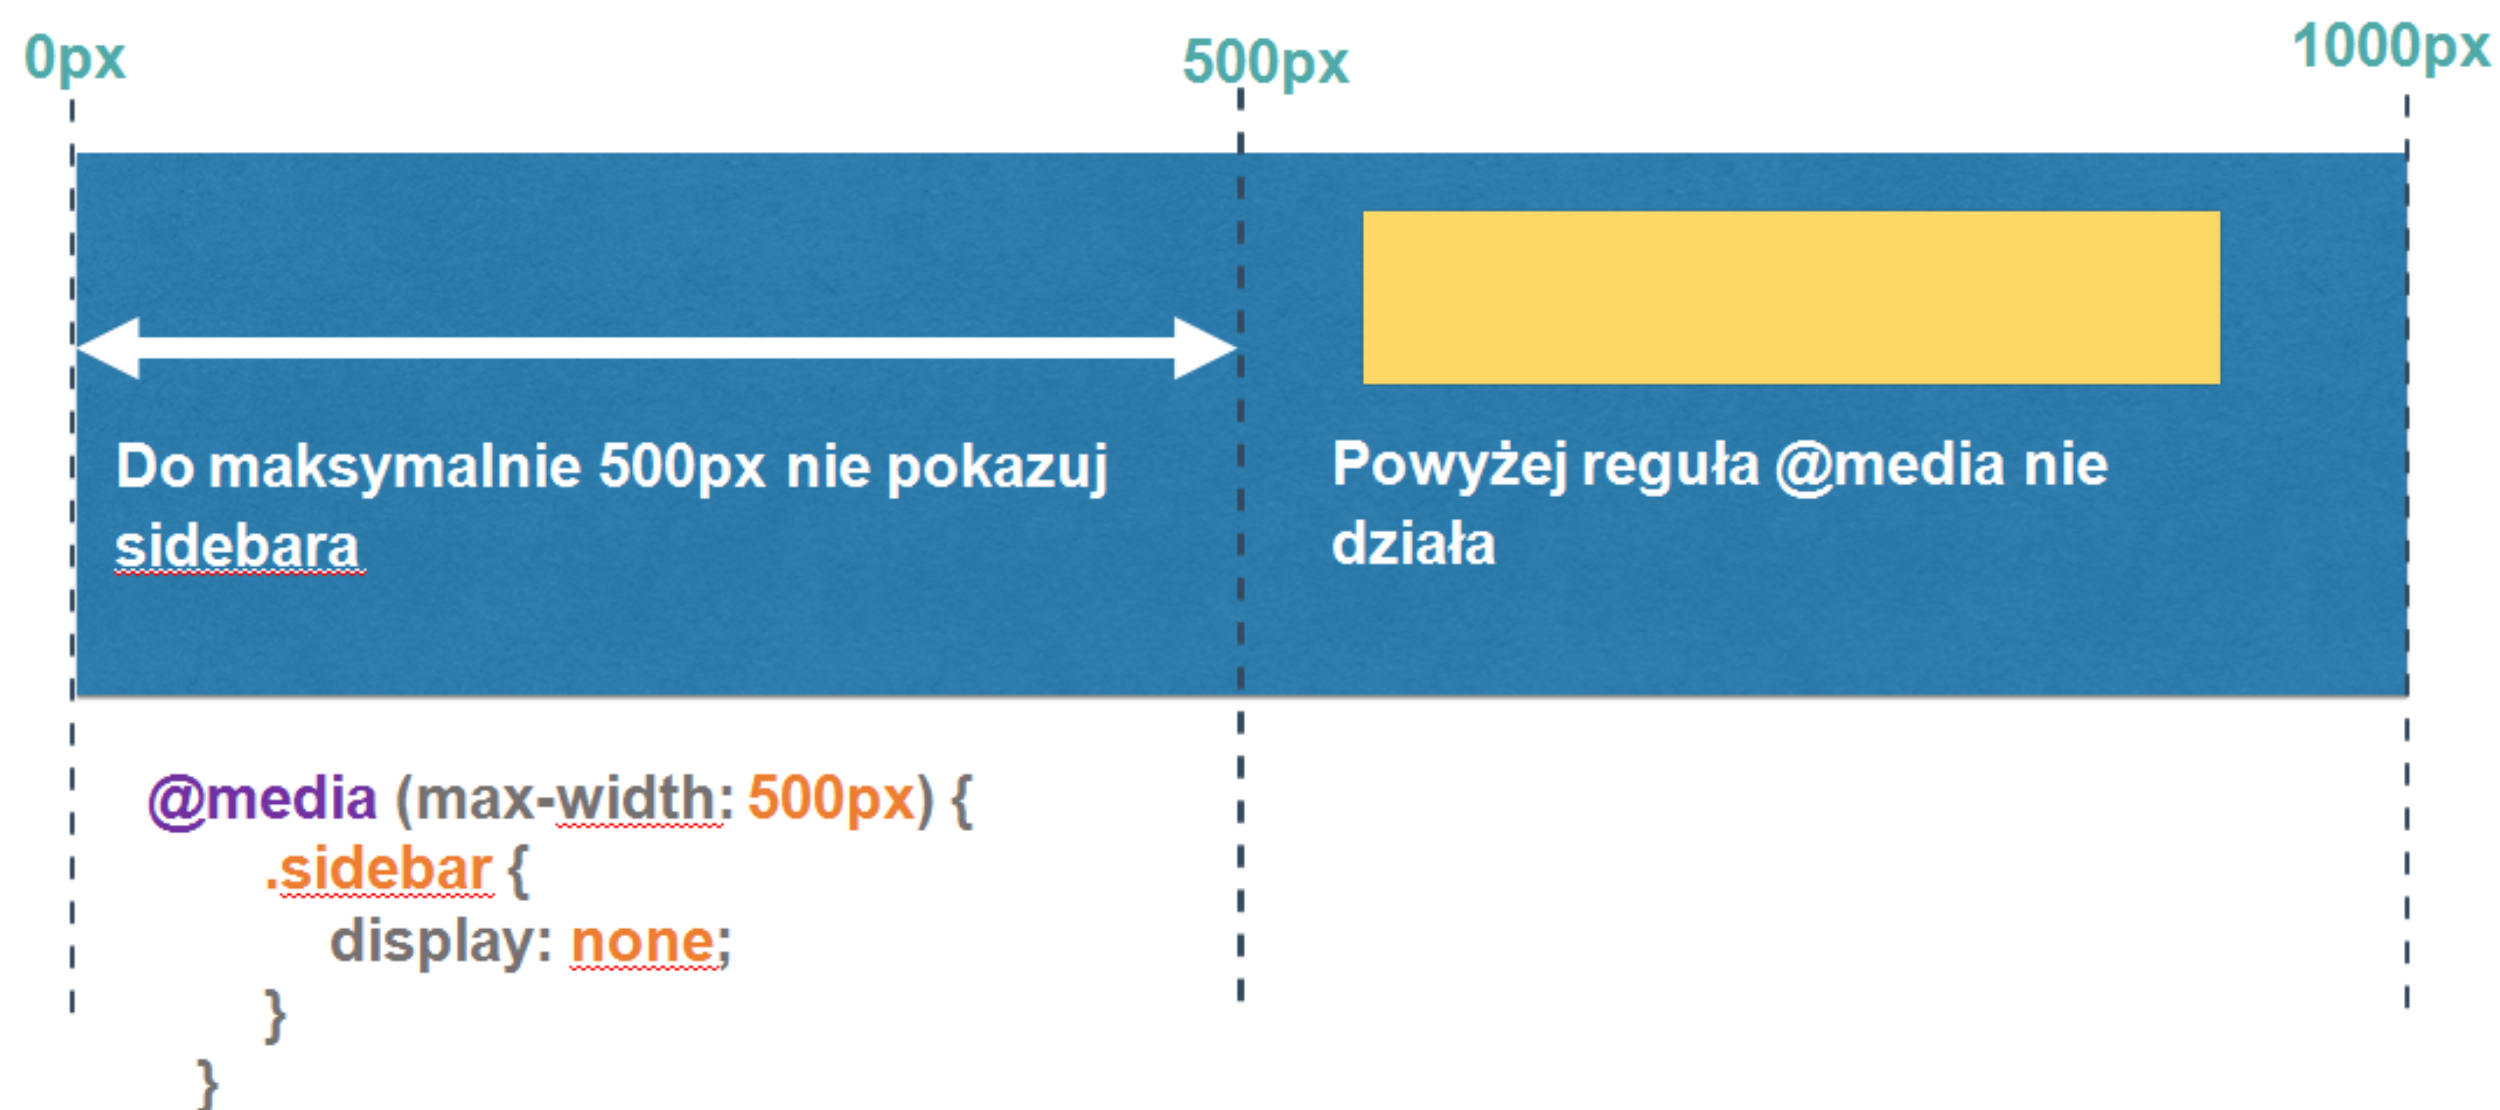 0px
500px
1000px
Do maksymalnie 500px nie pokazuj
sidebara
Powyżej reguła @media nie
działa
@media (max-width: 500px) {
.sidebar {
display: none;
}
}